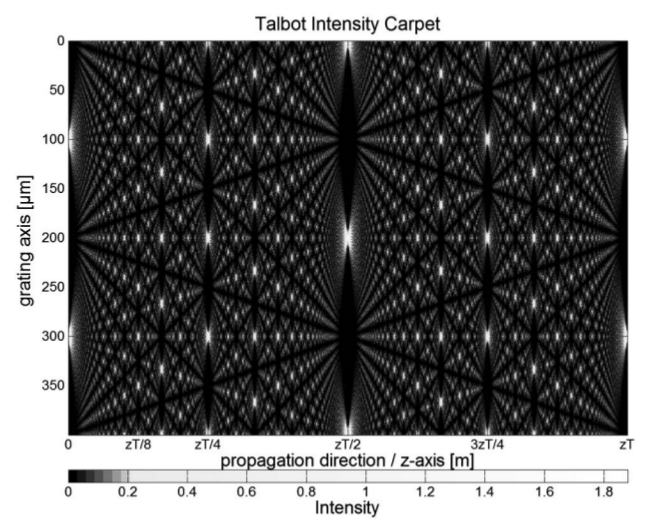 Talbot Intensity Carpet
grating axis [µm]
0
50
100
150
200
250
300
350
0 zT/8 zT/4 zT/2 3zT/4 zT
propagation direction / z-axis [m]
0 0.2 0.4 0.6 0.8 1 1.2 1.4 1.6 1.8
Intensity